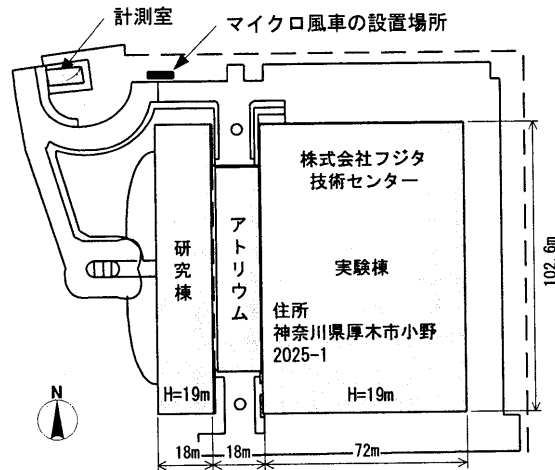 計測室
マイクロ風車の設置場所
株式会社フジタ
技術センター
研究棟
アトリウム
実験棟
住所
神奈川県厚木市小野
2025-1
102.6m
N
H=19m
H=19m
18m
18m
72m